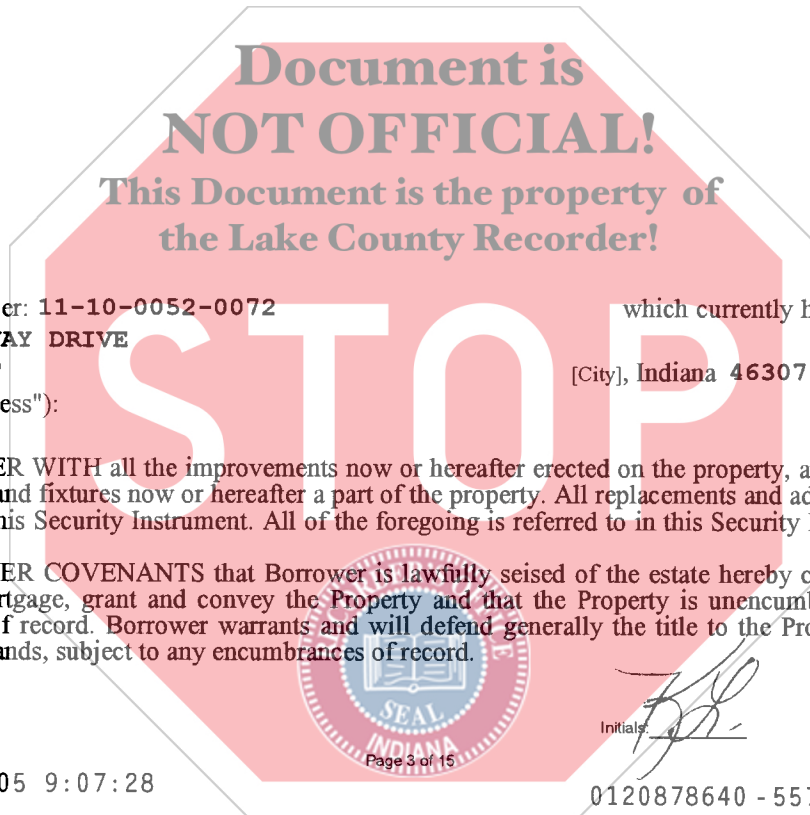 Document is
NOT OFFICIAL!
This Document is the property of
the Lake County Recorder!
er: 11-10-0052-0072 which currently h
AY DRIVE
[City], Indiana 46307
ess"):
STOP
ER WITH all the improvements now or hereafter erected on the property, a
and fixtures now or hereafter a part of the property. All replacements and ad
his Security Instrument. All of the foregoing is referred to in this Security
ER COVENANTS that Borrower is lawfully seised of the estate hereby c
rtgage, grant and convey the Property and that the Property is unencumb
f record. Borrower warrants and will defend generally the title to the Pro
ands, subject to any encumbrances of record.
SEAL
INDIANA
Initials:
Page 3 of 15
05 9:07:28
0120878640 - 557